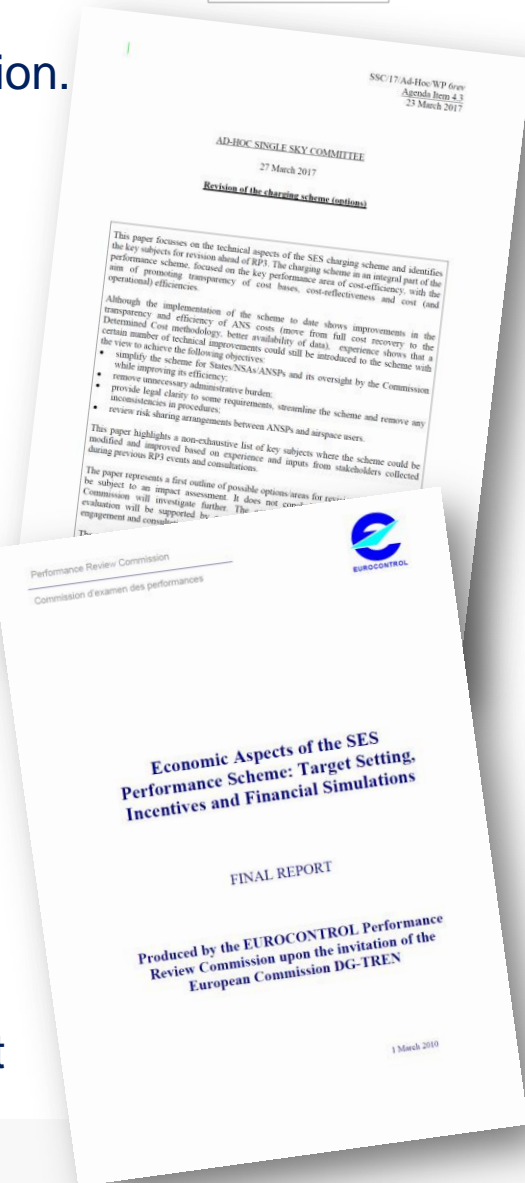 ion.
SSC/17/Ad-Hoc/WP 6rev
Agenda Item 4.3
23 March 2017
AD-HOC SINGLE SKY COMMITTEE
27 March 2017
Revision of the charging scheme (options)
This paper focusses on the technical aspects of the SES charging scheme and identifies
the key subjects for revision ahead of RP3. The charging scheme in an integral part of the
performance scheme, focused on the key performance area of cost-efficiency, with the
aim of promoting transparency of cost bases, cost-reflectiveness and cost (and
operational) efficiencies.
Although the implementation of the scheme to date shows improvements in the
transparency and efficiency of ANS costs (move from full cost recovery to the
Determined Cost methodology, better availability of data), experience shows that a
certain number of technical improvements could still be introduced to the scheme with
the view to achieve the following objectives:
• simplify the scheme for States/NSAs/ANSPs and its oversight by the Commission
while improving its efficiency;
• remove unnecessary administrative burden;
• provide legal clarity to some requirements, streamline the scheme and remove any
inconsistencies in procedures;
• review risk sharing arrangements between ANSPs and airspace users.
This paper highlights a non-exhaustive list of key subjects where the scheme could be
modified and improved based on experience and inputs from stakeholders collected
during previous RP3 events and consultations.
The paper represents a first outline of possible options/areas for
be subject to an impact assessment. It does not
Commission will investigate further. The
evaluation will be supported by
engagement and
Performance Review Commission
Commission d'examen des performances
EUROCONTROL
Economic Aspects of the SES
Performance Scheme: Target Setting,
Incentives and Financial Simulations
FINAL REPORT
Produced by the EUROCONTROL Performance
Review Commission upon the invitation of the
European Commission DG-TREN
1 March 2010
t